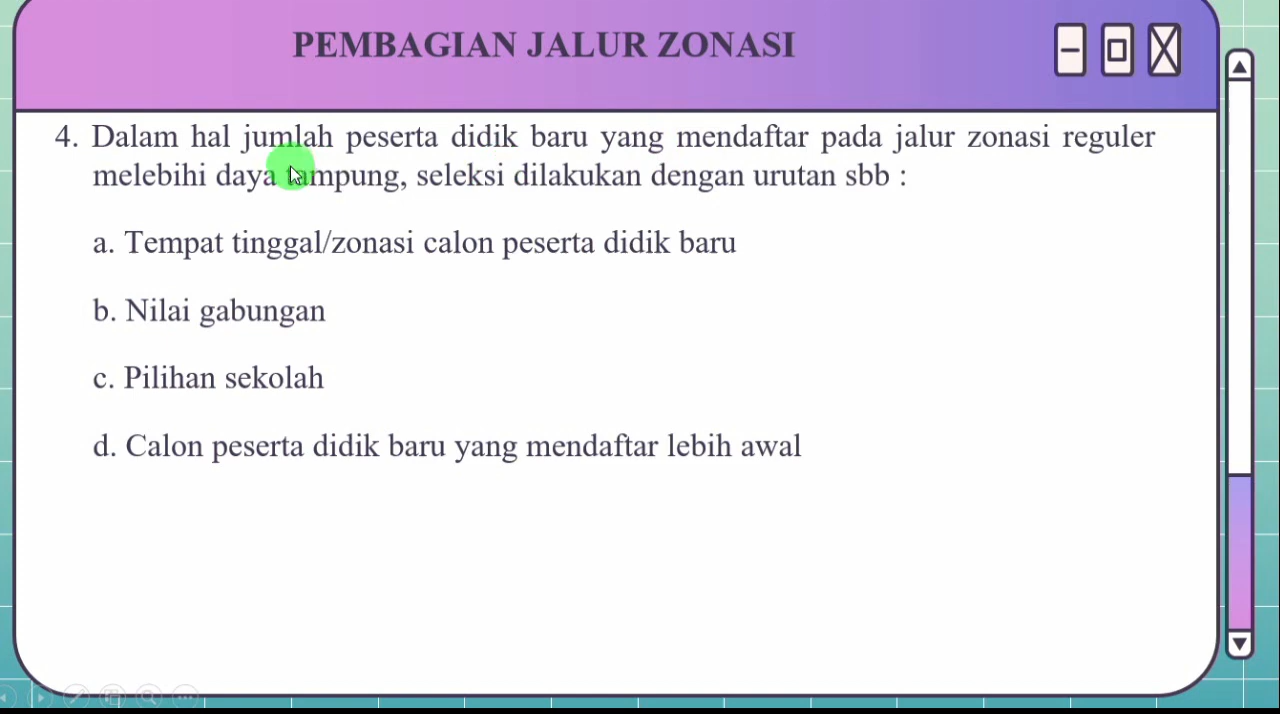 PEMBAGIAN JALUR ZONASI
4. Dalam hal jumlah peserta didik baru yang mendaftar pada jalur zonasi reguler
melebihi daya tampung, seleksi dilakukan dengan urutan sbb :
a. Tempat tinggal/zonasi calon peserta didik baru
b. Nilai gabungan
c. Pilihan sekolah
d. Calon peserta didik baru yang mendaftar lebih awal